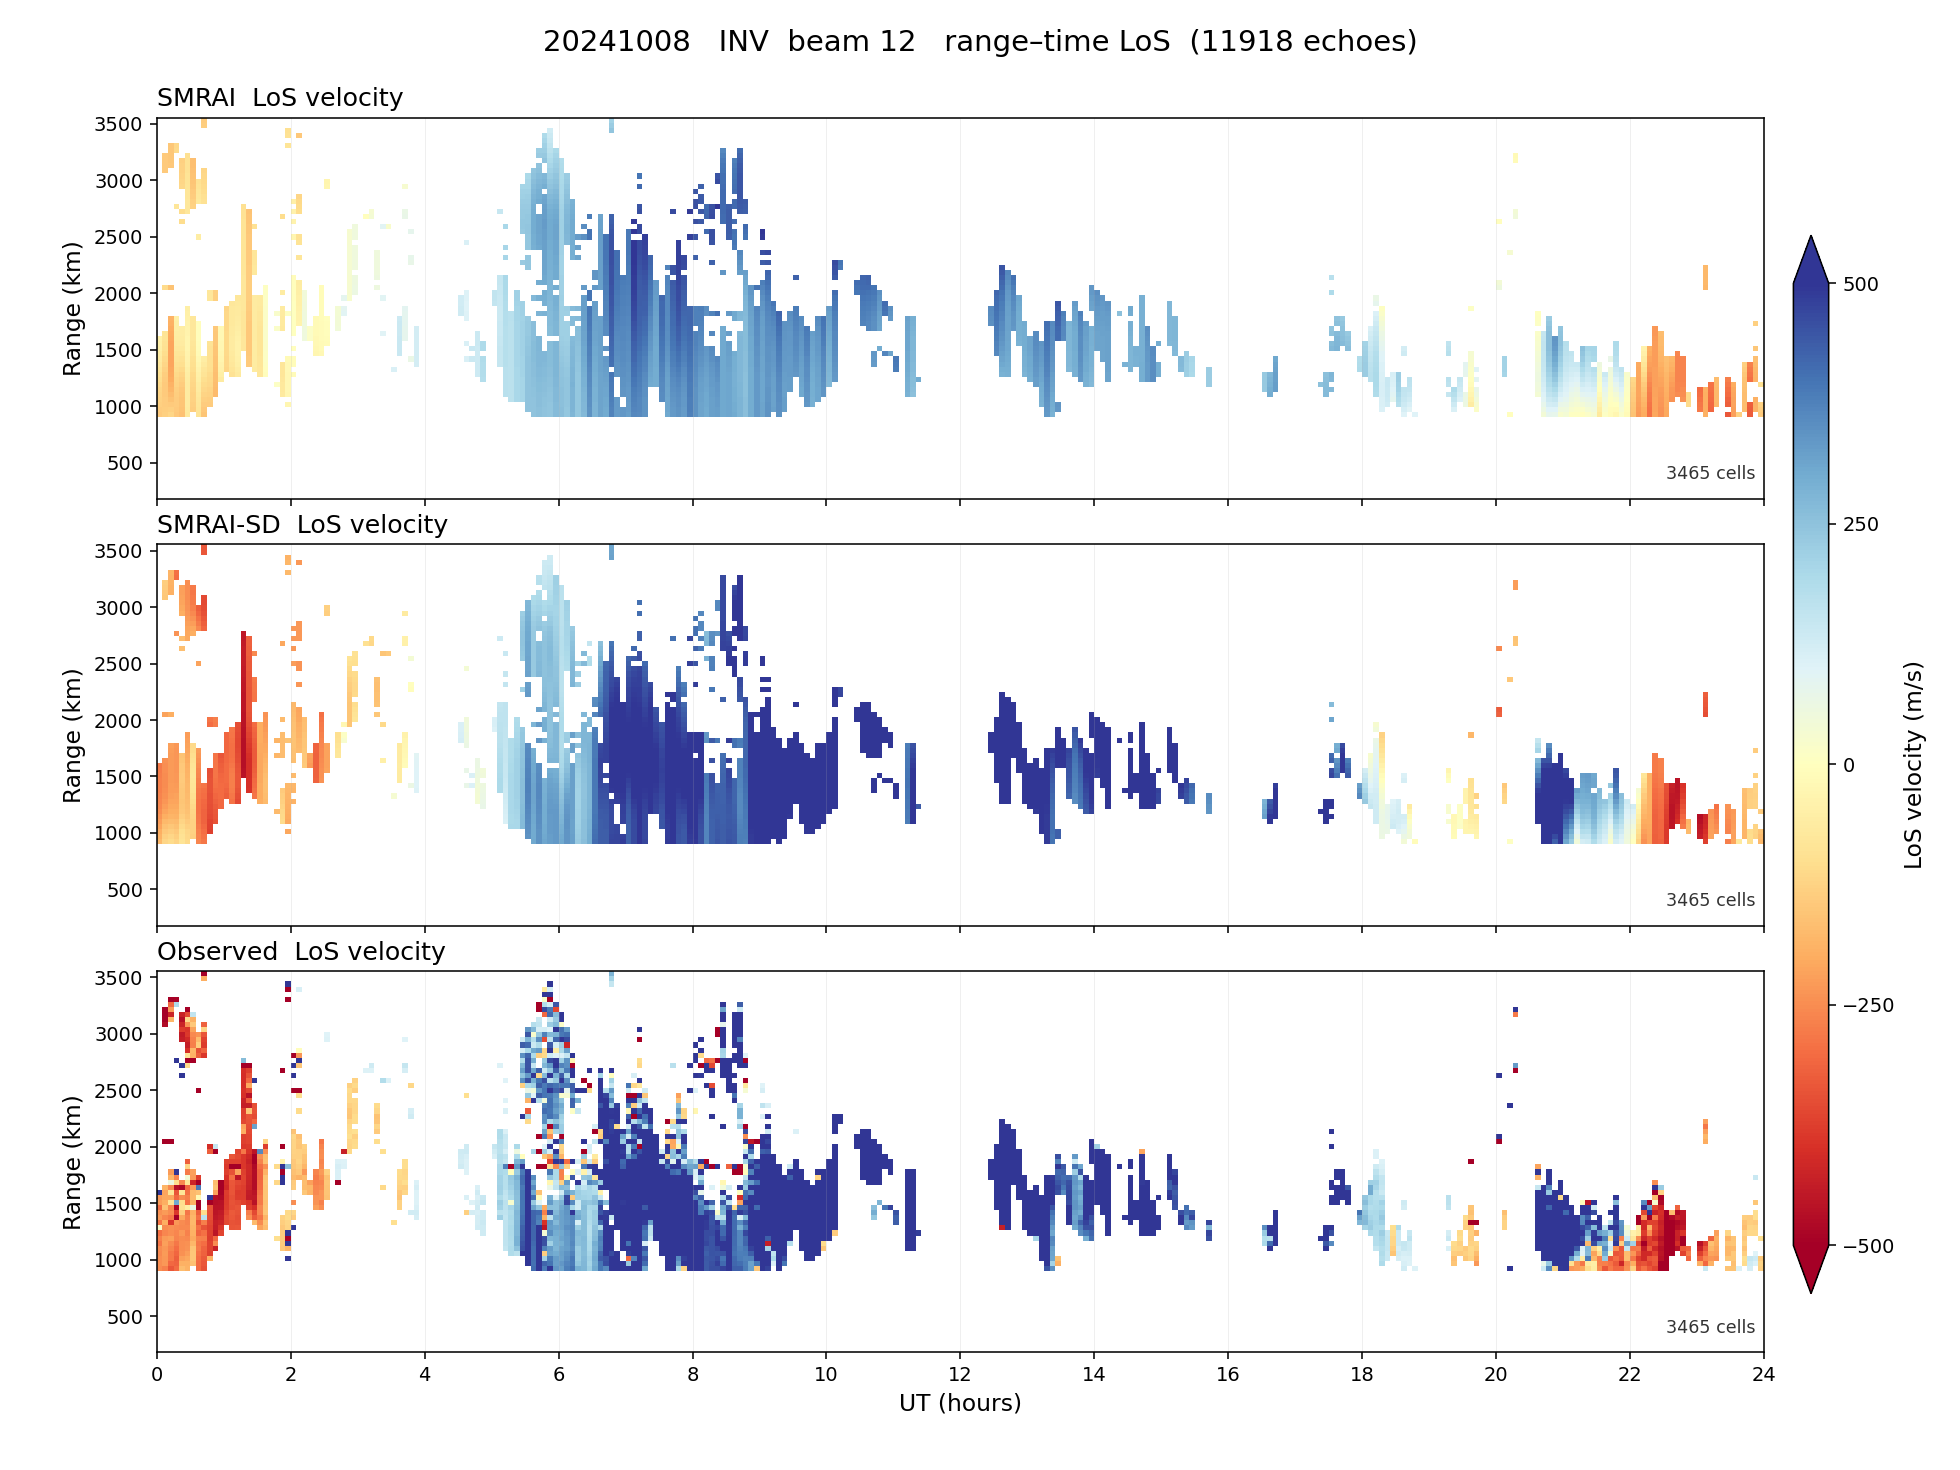 20241008   INV  beam 12   range–time LoS  (11918 echoes)
SMRAI  LoS velocity
3500
3000
2500
2000
1500
1000
500
Range (km)
3465 cells
SMRAI-SD  LoS velocity
3500
3000
2500
2000
1500
1000
500
Range (km)
3465 cells
Observed  LoS velocity
3500
3000
2500
2000
1500
1000
500
Range (km)
3465 cells
0 2 4 6 8 10 12 14 16 18 20 22 24
UT (hours)
500
250
0
−250
−500
LoS velocity (m/s)